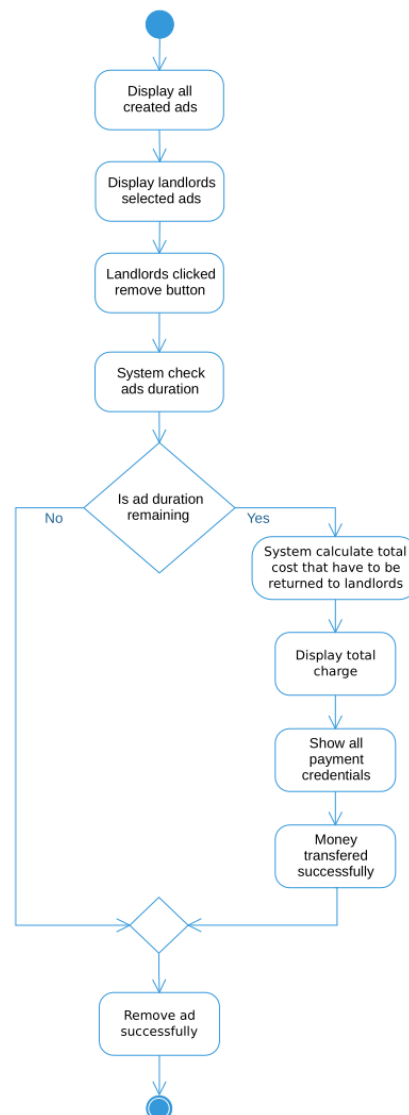 Display all
created ads
Display landlords
selected ads
Landlords clicked
remove button
System check
ads duration
Is ad duration
remaining
No
Yes
System calculate total
cost that have to be
returned to landlords
Display total
charge
Show all
payment
credentials
Money
transfered
successfully
Remove ad
successfully